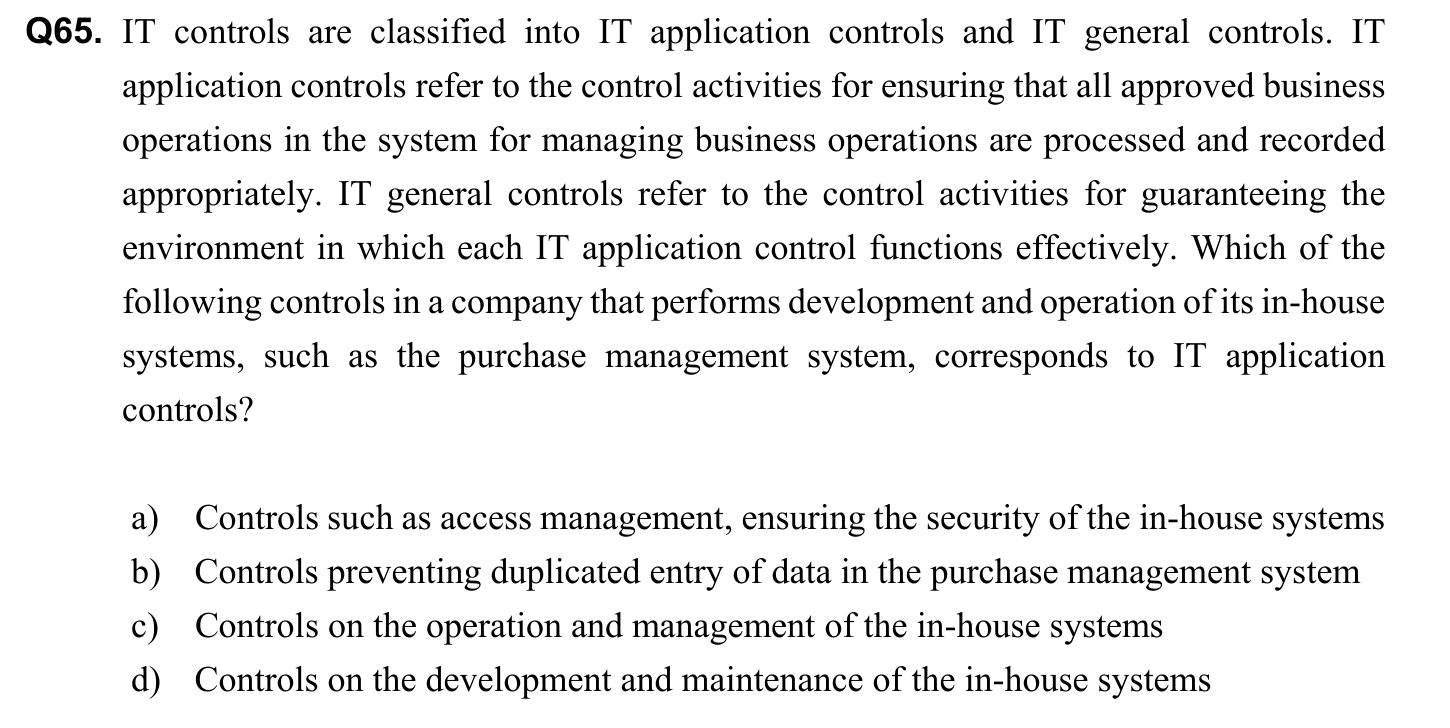 Q65. IT controls are classified into IT application controls and IT general controls. IT
application controls refer to the control activities for ensuring that all approved business
operations in the system for managing business operations are processed and recorded
appropriately. IT general controls refer to the control activities for guaranteeing the
environment in which each IT application control functions effectively. Which of the
following controls in a company that performs development and operation of its in-house
systems, such as the purchase management system, corresponds to IT application
controls?
a) Controls such as access management, ensuring the security of the in-house systems
b) Controls preventing duplicated entry of data in the purchase management system
c) Controls on the operation and management of the in-house systems
d) Controls on the development and maintenance of the in-house systems